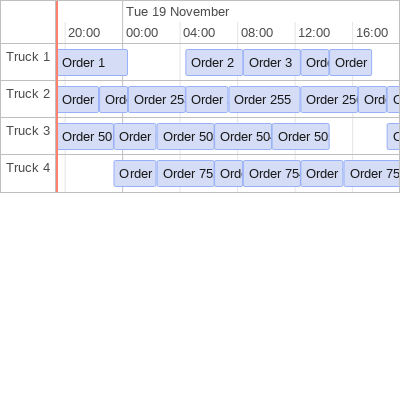 Tue 19 November
20:00 00:00 04:00 08:00 12:00 16:00
Truck 1 Order 1 Order 2 Order 3 Ord Order
Truck 2 Order Ord Order 25 Order Order 255 Order 25 Ord O
Truck 3 Order 50 Order Order 50 Order 50 Order 50 O
Truck 4 Order Order 75 Ord Order 75 Order Order 75